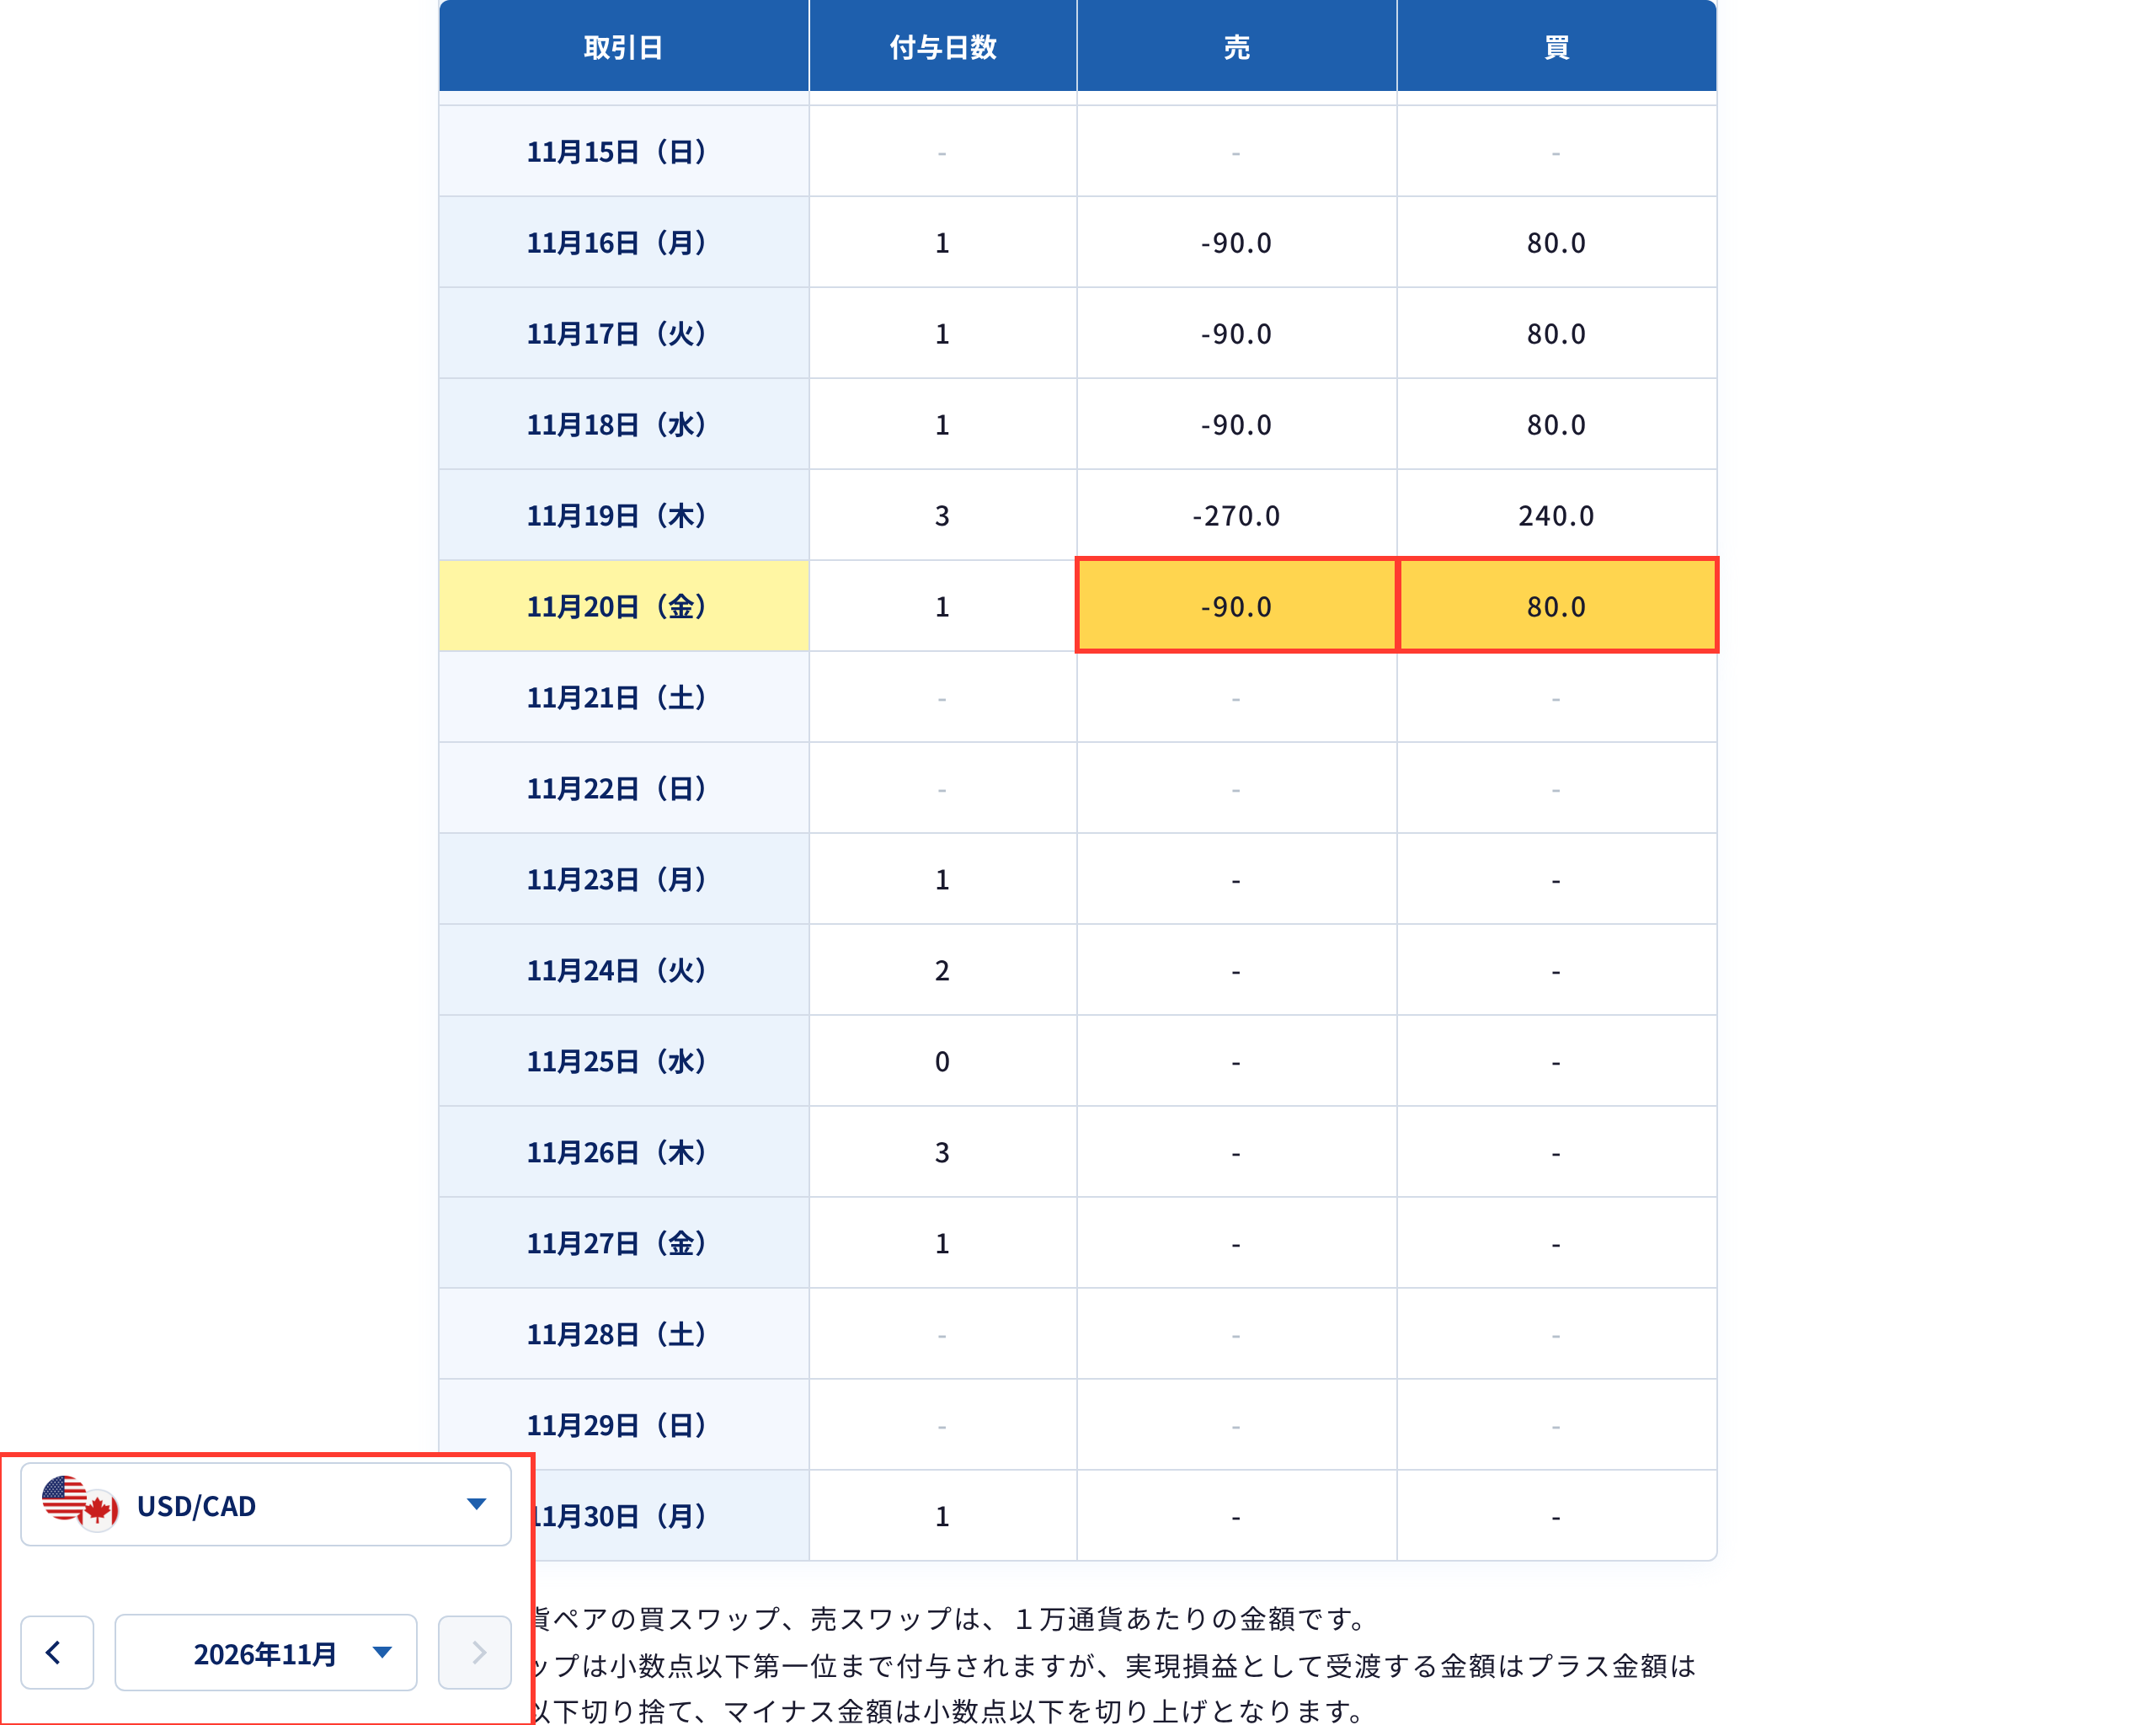 取引日 付与日数 売 買
11月15日（日） - - -
11月16日（月） 1 -90.0 80.0
11月17日（火） 1 -90.0 80.0
11月18日（水） 1 -90.0 80.0
11月19日（木） 3 -270.0 240.0
11月20日（金） 1 -90.0 80.0
11月21日（土） - - -
11月22日（日） - - -
11月23日（月） 1 - -
11月24日（火） 2 - -
11月25日（水） 0 - -
11月26日（木） 3 - -
11月27日（金） 1 - -
11月28日（土） - - -
11月29日（日） - - -
11月30日（月） 1 - -
USD/CAD
2026年11月
貨ペアの買スワップ、売スワップは、１万通貨あたりの金額です。
ップは小数点以下第一位まで付与されますが、実現損益として受渡する金額はプラス金額は
以下切り捨て、マイナス金額は小数点以下を切り上げとなります。